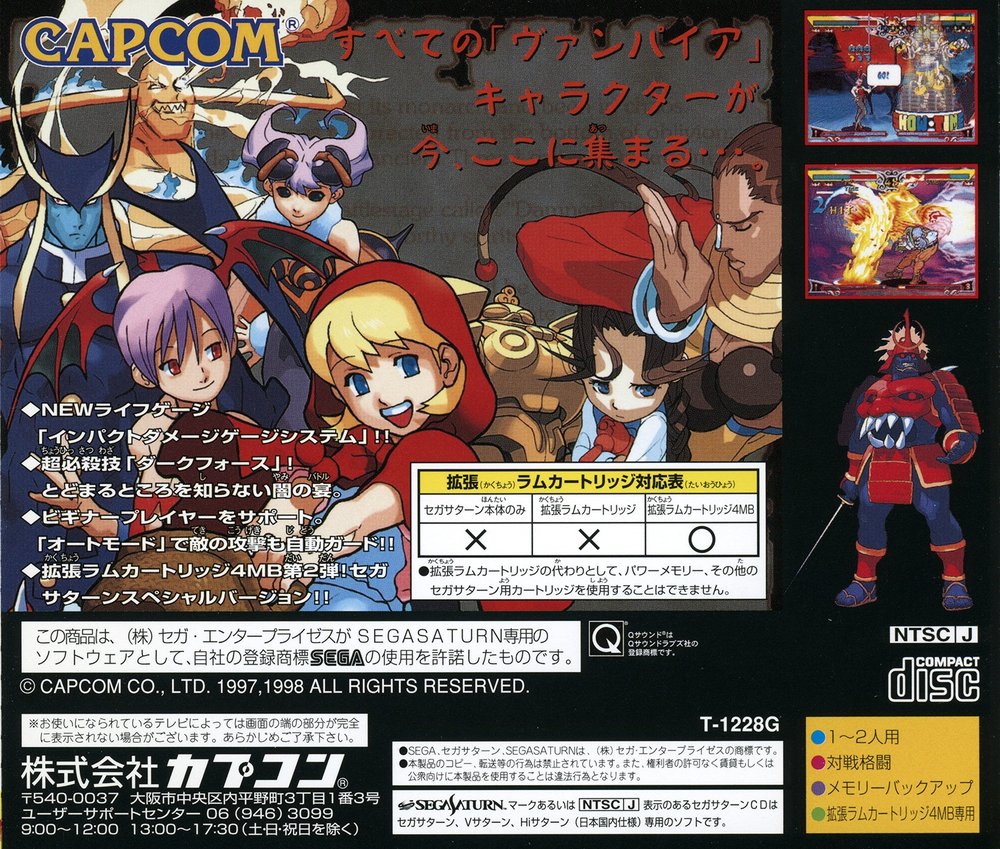 CAPCOM®
すべての「ヴァンパイア」
キャラクターが
今、ここに集まる・・・.
◆NEWライフゲージ
「インパクトダメージゲージシステム」!!
◆超必殺技「ダークフォース」!
とどまるところを知らない闇の宴。
◆ビギナープレイヤーをサポート。
「オートモード」で敵の攻撃も自動ガード!!
◆拡張ラムカートリッジ4MB第2弾!セガ
サターンスペシャルバージョン!!
拡張(かくちょう)ラムカートリッジ対応表(たいおうひょう)
セガサターン本体のみ 拡張ラムカートリッジ 拡張ラムカートリッジ4MB
× × ○
●拡張ラムカートリッジの代わりとして、パワーメモリー、その他の
セガサターン用カートリッジを使用することはできません。
GO!
この商品は、(株)セガ・エンタープライゼスがSEGASATURN専用の
ソフトウェアとして、自社の登録商標SEGAの使用を許諾したものです。
Qサウンド®は
Qサウンドラブズ社の
登録商標です。
© CAPCOM CO., LTD. 1997,1998 ALL RIGHTS RESERVED.
NTSC J
COMPACT
disc
※お使いになられているテレビによっては画面の端の部分が完全
に表示されない場合がございます。あらかじめご了承下さい。
株式会社カプコン®
〒540-0037 大阪市中央区内平野町3丁目1番3号
ユーザーサポートセンター 06(946)3099
9:00〜12:00 13:00〜17:30(土・日・祝日を除く)
T-1228G
●SEGA、セガサターン、SEGASATURNは、(株)セガ・エンタープライゼスの商標です。
●本製品のコピー、転送等の行為は禁止されています。また、権利者の許可なく賃貸もしくは
公衆向けに本製品を使用することは違法行為となります。
SEGASATURN.マークあるいは NTSC J 表示のあるセガサターンCDは
セガサターン、Vサターン、Hiサターン(日本国内仕様)専用のソフトです。
●1〜2人用
●対戦格闘
●メモリーバックアップ
●拡張ラムカートリッジ4MB専用